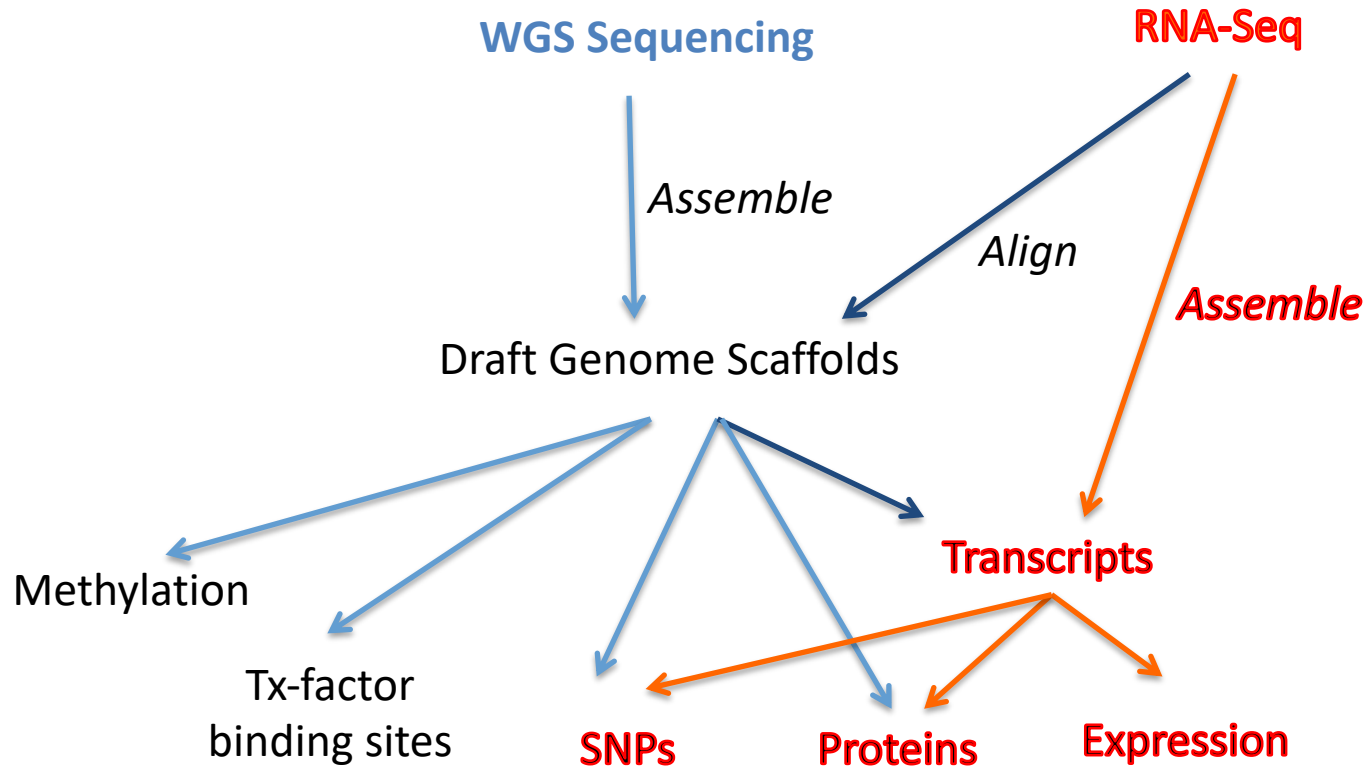 WGS Sequencing
RNA-Seq
Assemble
Align
Assemble
Draft Genome Scaffolds
Transcripts
Methylation
Tx-factor
binding sites
SNPs
Proteins
Expression